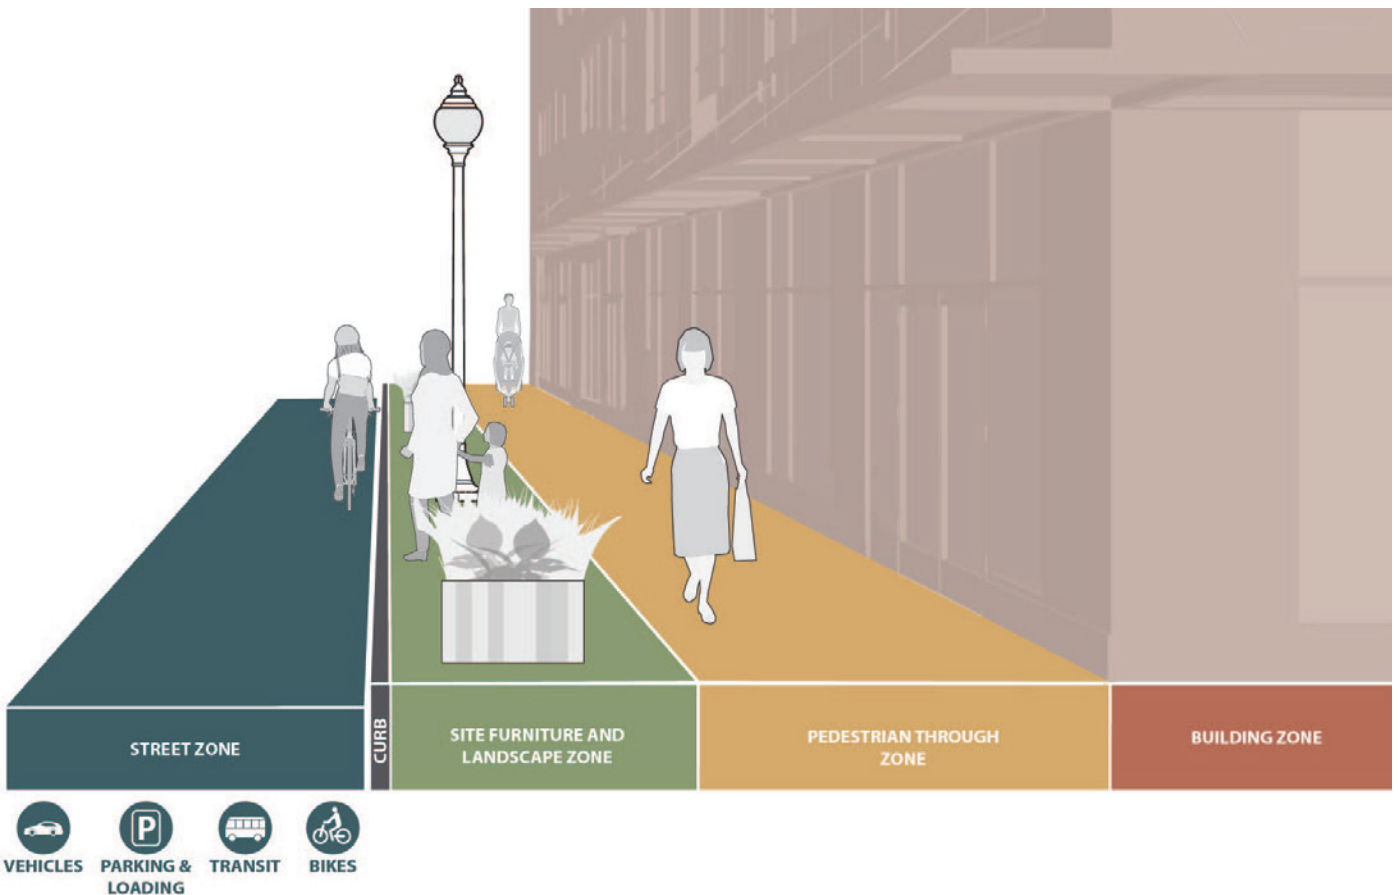 STREET ZONE
CURB
SITE FURNITURE AND
LANDSCAPE ZONE
PEDESTRIAN THROUGH
ZONE
BUILDING ZONE
P
VEHICLES
PARKING &
LOADING
TRANSIT
BIKES